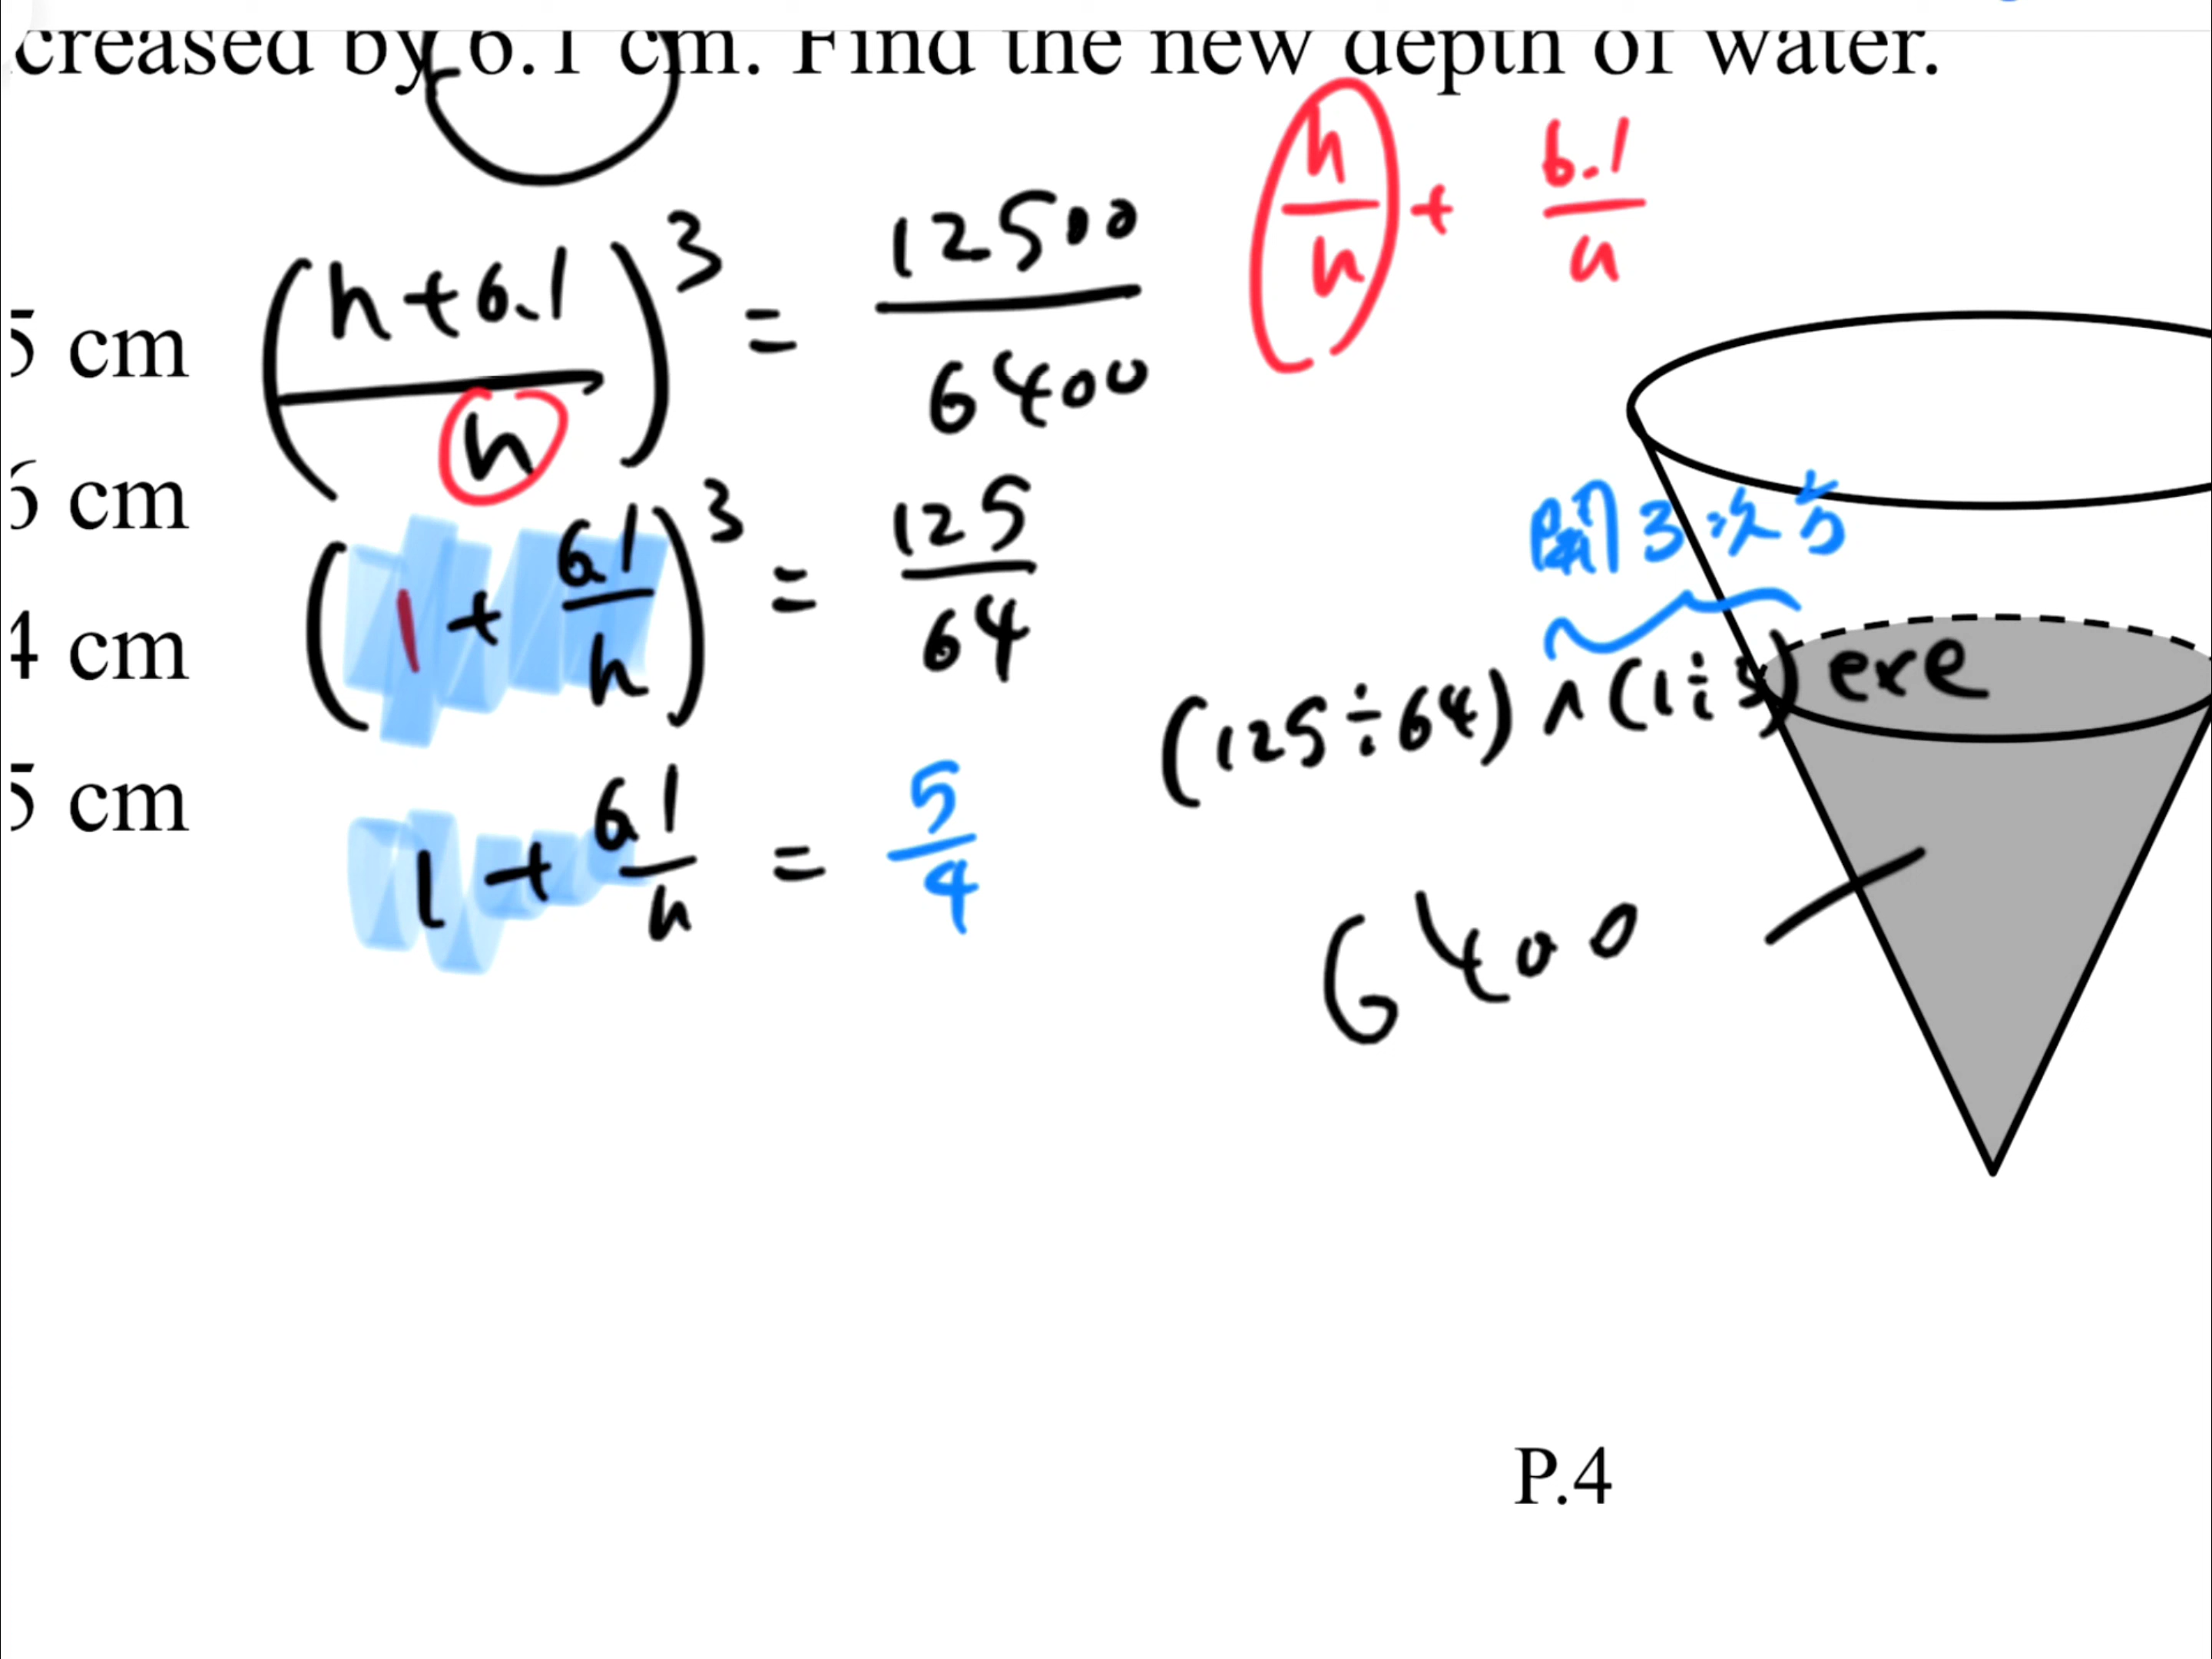 creased by 6.1 cm. Find the new depth of water.
h/h + 6.1/h
5 cm
((h+6.1)/h)³ = 12500/6400
6 cm
(1 + 6.1/h)³ = 125/64
開3次方
4 cm
(125÷64)^(1÷3) exe
5 cm
1 + 6.1/h = 5/4
6400
P.4